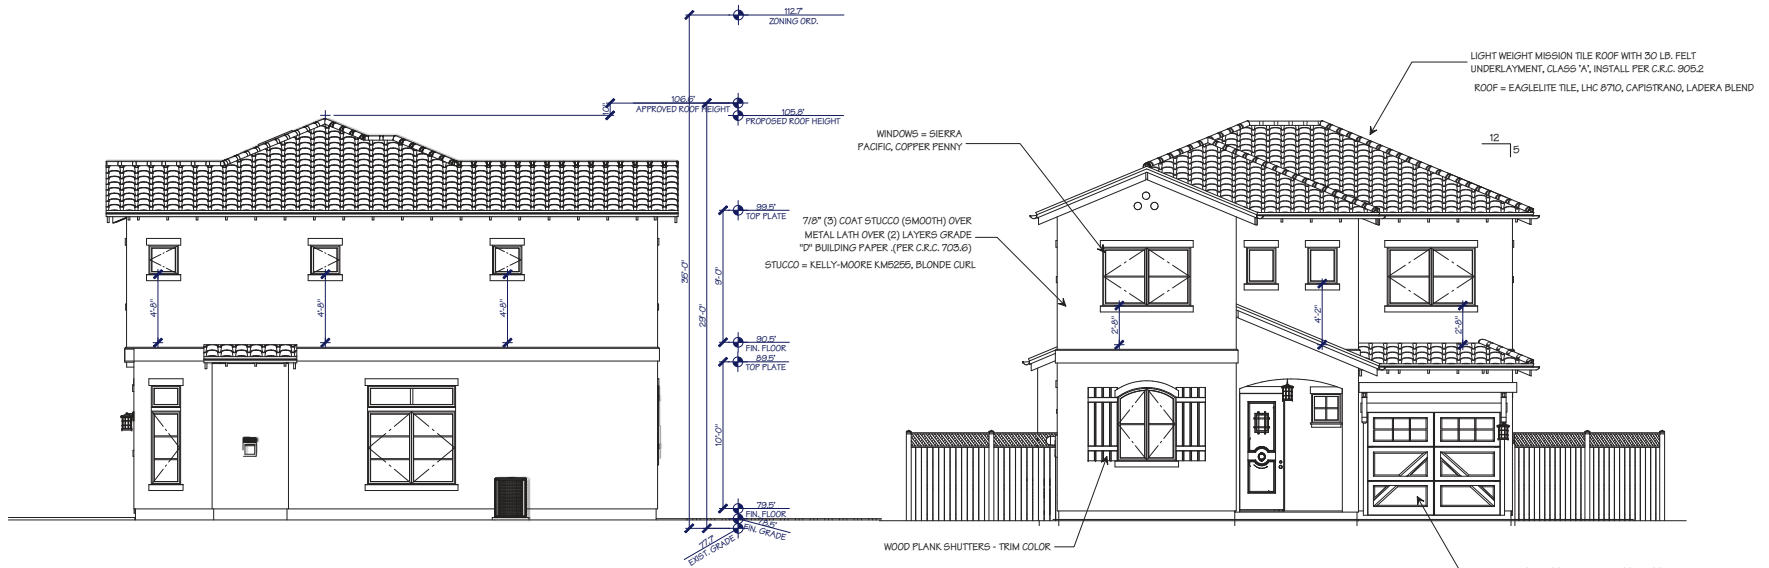 112.7'
ZONING ORD.
106.6'
APPROVED ROOF HEIGHT
10"
105.8'
PROPOSED ROOF HEIGHT
99.5'
TOP PLATE
35'-0"
29'-0"
9'-0"
4'-8"
4'-8"
4'-8"
90.5'
FIN. FLOOR
89.5'
TOP PLATE
10'-0"
79.5'
FIN. FLOOR
78.5'
FIN. GRADE
77.7'
EXIST. GRADE
LIGHT WEIGHT MISSION TILE ROOF WITH 30 LB. FELT
UNDERLAYMENT, CLASS 'A', INSTALL PER C.R.C. 905.2
ROOF = EAGLELITE TILE, LHC 8710, CAPISTRANO, LADERA BLEND
12
5
WINDOWS = SIERRA
PACIFIC, COPPER PENNY
7/8" (3) COAT STUCCO (SMOOTH) OVER
METAL LATH OVER (2) LAYERS GRADE
"D" BUILDING PAPER .(PER C.R.C. 703.6)
STUCCO = KELLY-MOORE KM5255, BLONDE CURL
2'-8"
4'-2"
2'-8"
WOOD PLANK SHUTTERS - TRIM COLOR